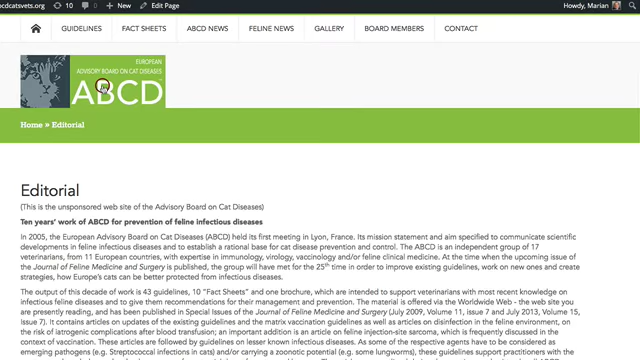 bcdcatsvets.org 10 0 New Edit Page Howdy, Marian
GUIDELINES FACT SHEETS ABCD NEWS FELINE NEWS GALLERY BOARD MEMBERS CONTACT
EUROPEAN
ADVISORY BOARD ON CAT DISEASES
ABCD
Home » Editorial
Editorial
(This is the unsponsored web site of the Advisory Board on Cat Diseases)
Ten years' work of ABCD for prevention of feline infectious diseases
In 2005, the European Advisory Board on Cat Diseases (ABCD) held its first meeting in Lyon, France. Its mission statement and aim specified to communicate scientific
developments in feline infectious diseases and to establish a rational base for cat disease prevention and control. The ABCD is an independent group of 17
veterinarians, from 11 European countries, with expertise in immunology, virology, vaccinology and/or feline clinical medicine. At the time when the upcoming issue of
the Journal of Feline Medicine and Surgery is published, the group will have met for the 25th time in order to improve existing guidelines, work on new ones and create
strategies, how Europe's cats can be better protected from infectious diseases.
The output of this decade of work is 43 guidelines, 10 "Fact Sheets" and one brochure, which are intended to support veterinarians with most recent knowledge on
infectious feline diseases and to give them recommendations for their management and prevention. The material is offered via the Worldwide Web - the web site you
are presently reading, and has been published in Special Issues of the Journal of Feline Medicine and Surgery (July 2009, Volume 11, issue 7 and July 2013, Volume 15,
Issue 7). It contains articles on updates of the existing guidelines and the matrix vaccination guidelines as well as articles on disinfection in the feline environment, on
the risk of iatrogenic complications after blood transfusion; an important addition is an article on feline injection-site sarcoma, which is frequently discussed in the
context of vaccination. These articles are followed by guidelines on lesser known infectious diseases. As some of the respective agents have to be considered as
emerging pathogens (e.g. Streptococcal infections in cats) and/or carrying a zoonotic potential (e.g. some lungworms), these guidelines support practitioners with the